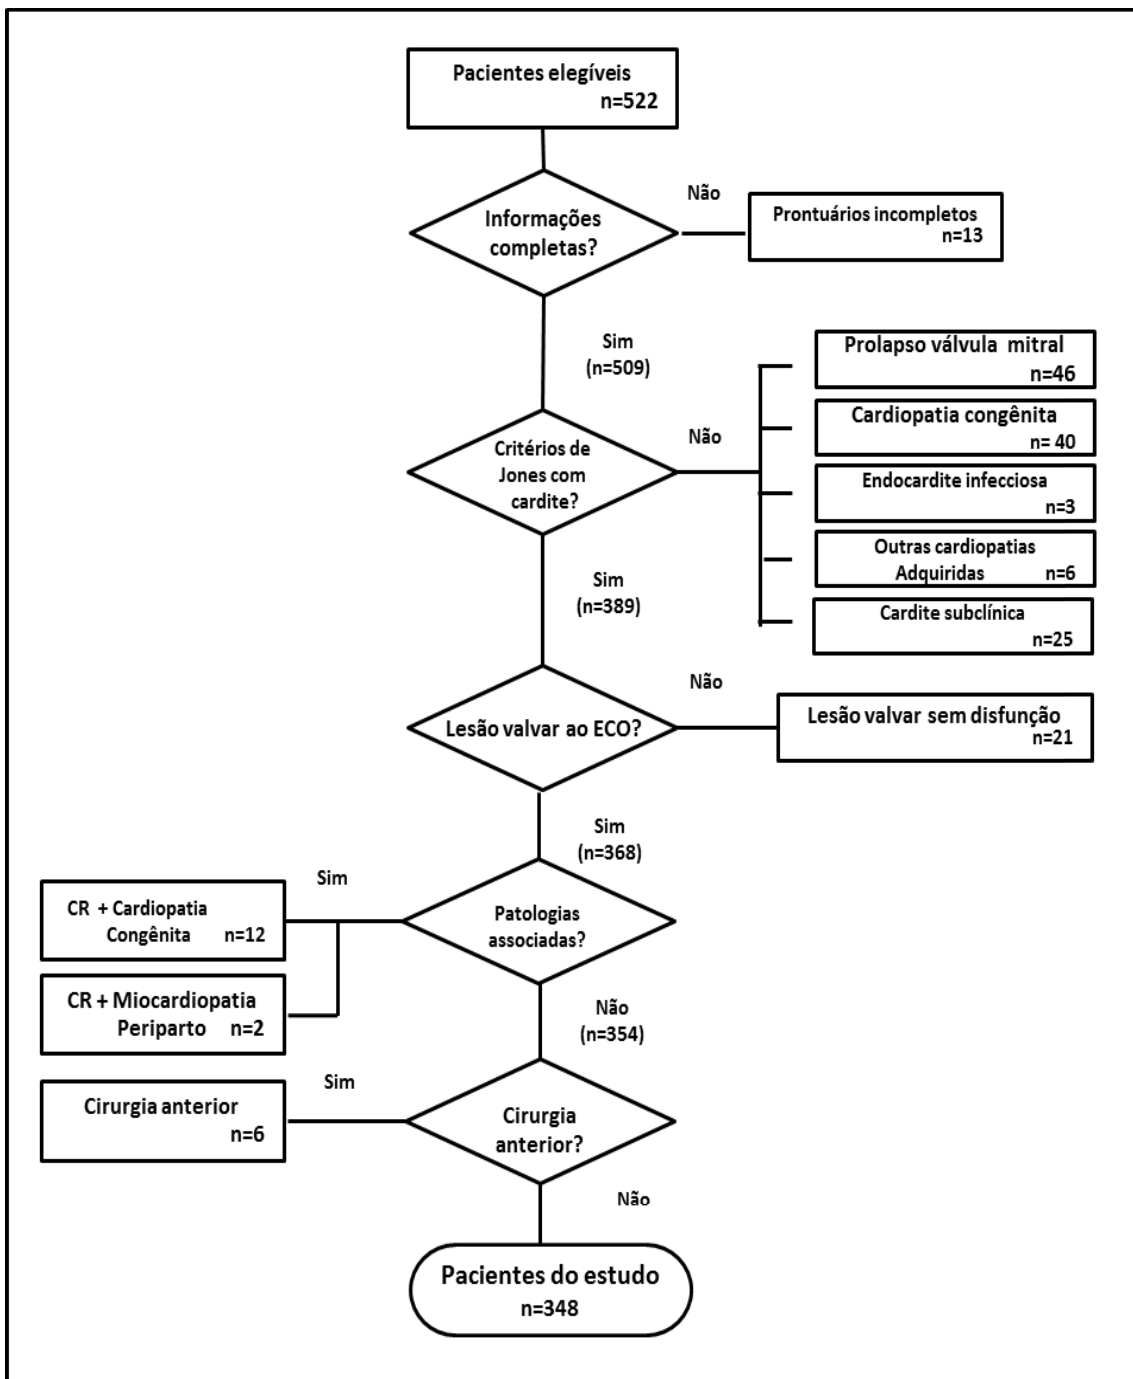 Pacientes elegíveis
n=522
Informações
completas?
Não
Prontuários incompletos
n=13
Sim
(n=509)
Critérios de
Jones com
cardite?
Não
Prolapso válvula mitral
n=46
Cardiopatia congênita
n= 40
Endocardite infecciosa
n=3
Outras cardiopatias
Adquiridas n=6
Cardite subclínica
n=25
Sim
(n=389)
Lesão valvar ao ECO?
Não
Lesão valvar sem disfunção
n=21
Sim
(n=368)
Patologias
associadas?
Sim
CR + Cardiopatia
Congênita n=12
CR + Miocardiopatia
Periparto n=2
Não
(n=354)
Cirurgia
anterior?
Sim
Cirurgia anterior
n=6
Não
Pacientes do estudo
n=348